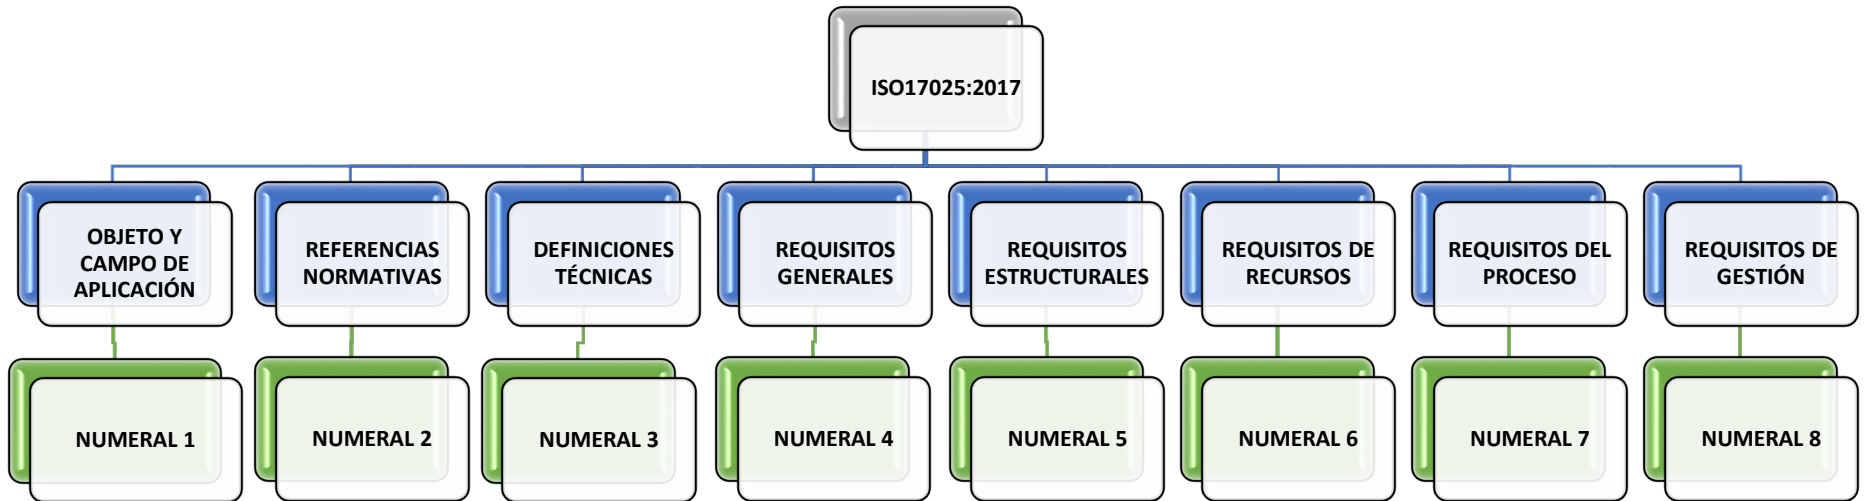 ISO17025:2017
OBJETO Y
CAMPO DE
APLICACIÓN
REFERENCIAS
NORMATIVAS
DEFINICIONES
TÉCNICAS
REQUISITOS
GENERALES
REQUISITOS
ESTRUCTURALES
REQUISITOS DE
RECURSOS
REQUISITOS DEL
PROCESO
REQUISITOS DE
GESTIÓN
NUMERAL 1
NUMERAL 2
NUMERAL 3
NUMERAL 4
NUMERAL 5
NUMERAL 6
NUMERAL 7
NUMERAL 8